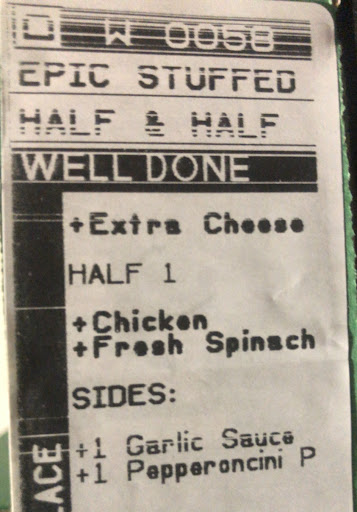 D W 0058
EPIC STUFFED
HALF & HALF
WELL DONE
+Extra Cheese
HALF 1
+Chicken
+Fresh Spinach
SIDES:
+1 Garlic Sauce
+1 Pepperoncini P